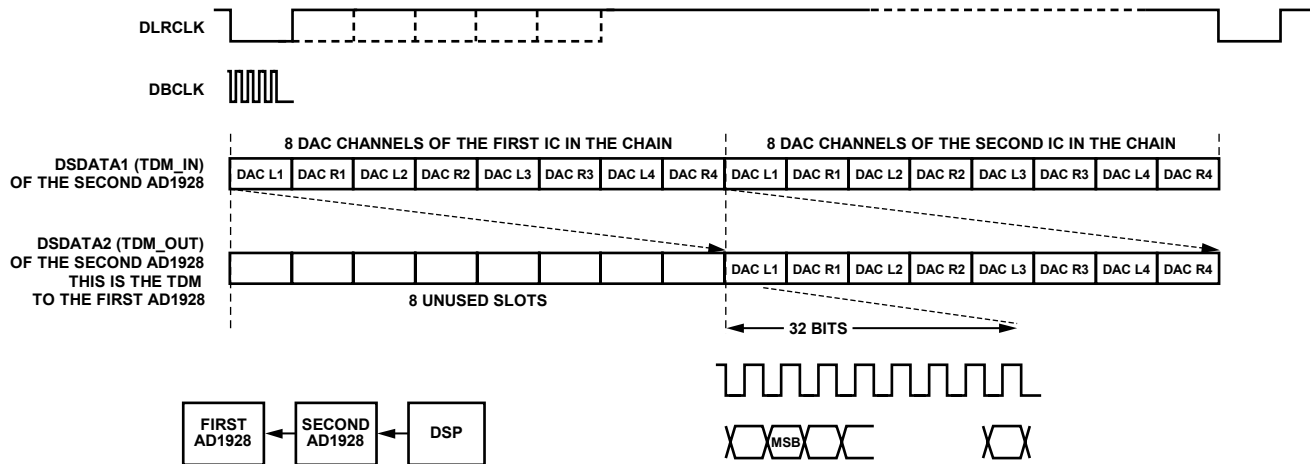 DLRCLK
DBCLK
8 DAC CHANNELS OF THE FIRST IC IN THE CHAIN
8 DAC CHANNELS OF THE SECOND IC IN THE CHAIN
DSDATA1 (TDM_IN)
OF THE SECOND AD1928
DAC L1 DAC R1 DAC L2 DAC R2 DAC L3 DAC R3 DAC L4 DAC R4 DAC L1 DAC R1 DAC L2 DAC R2 DAC L3 DAC R3 DAC L4 DAC R4
DSDATA2 (TDM_OUT)
OF THE SECOND AD1928
THIS IS THE TDM
TO THE FIRST AD1928
DAC L1 DAC R1 DAC L2 DAC R2 DAC L3 DAC R3 DAC L4 DAC R4
8 UNUSED SLOTS
32 BITS
FIRST
AD1928
SECOND
AD1928
DSP
MSB